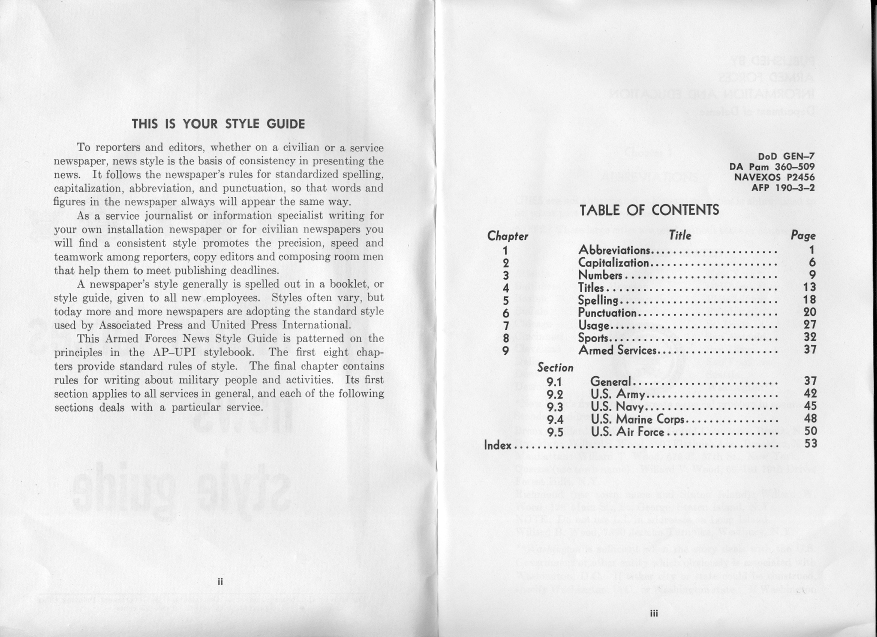 THIS IS YOUR STYLE GUIDE
To reporters and editors, whether on a civilian or a service
newspaper, news style is the basis of consistency in presenting the
news. It follows the newspaper's rules for standardized spelling,
capitalization, abbreviation, and punctuation, so that words and
figures in the newspaper always will appear the same way.
As a service journalist or information specialist writing for
your own installation newspaper or for civilian newspapers you
will find a consistent style promotes the precision, speed and
teamwork among reporters, copy editors and composing room men
that help them to meet publishing deadlines.
A newspaper's style generally is spelled out in a booklet, or
style guide, given to all new employees. Styles often vary, but
today more and more newspapers are adopting the standard style
used by Associated Press and United Press International.
This Armed Forces News Style Guide is patterned on the
principles in the AP–UPI stylebook. The first eight chap-
ters provide standard rules of style. The final chapter contains
rules for writing about military people and activities. Its first
section applies to all services in general, and each of the following
sections deals with a particular service.
ii
DoD GEN–7
DA Pam 360–509
NAVEXOS P2456
AFP 190–3–2
TABLE OF CONTENTS
Chapter Title Page
1 Abbreviations...................... 1
2 Capitalization...................... 6
3 Numbers.......................... 9
4 Titles............................. 13
5 Spelling........................... 18
6 Punctuation........................ 20
7 Usage............................ 27
8 Sports............................ 32
9 Armed Services..................... 37
Section
9.1 General......................... 37
9.2 U.S. Army....................... 42
9.3 U.S. Navy....................... 45
9.4 U.S. Marine Corps................ 48
9.5 U.S. Air Force................... 50
Index............................................. 53
iii